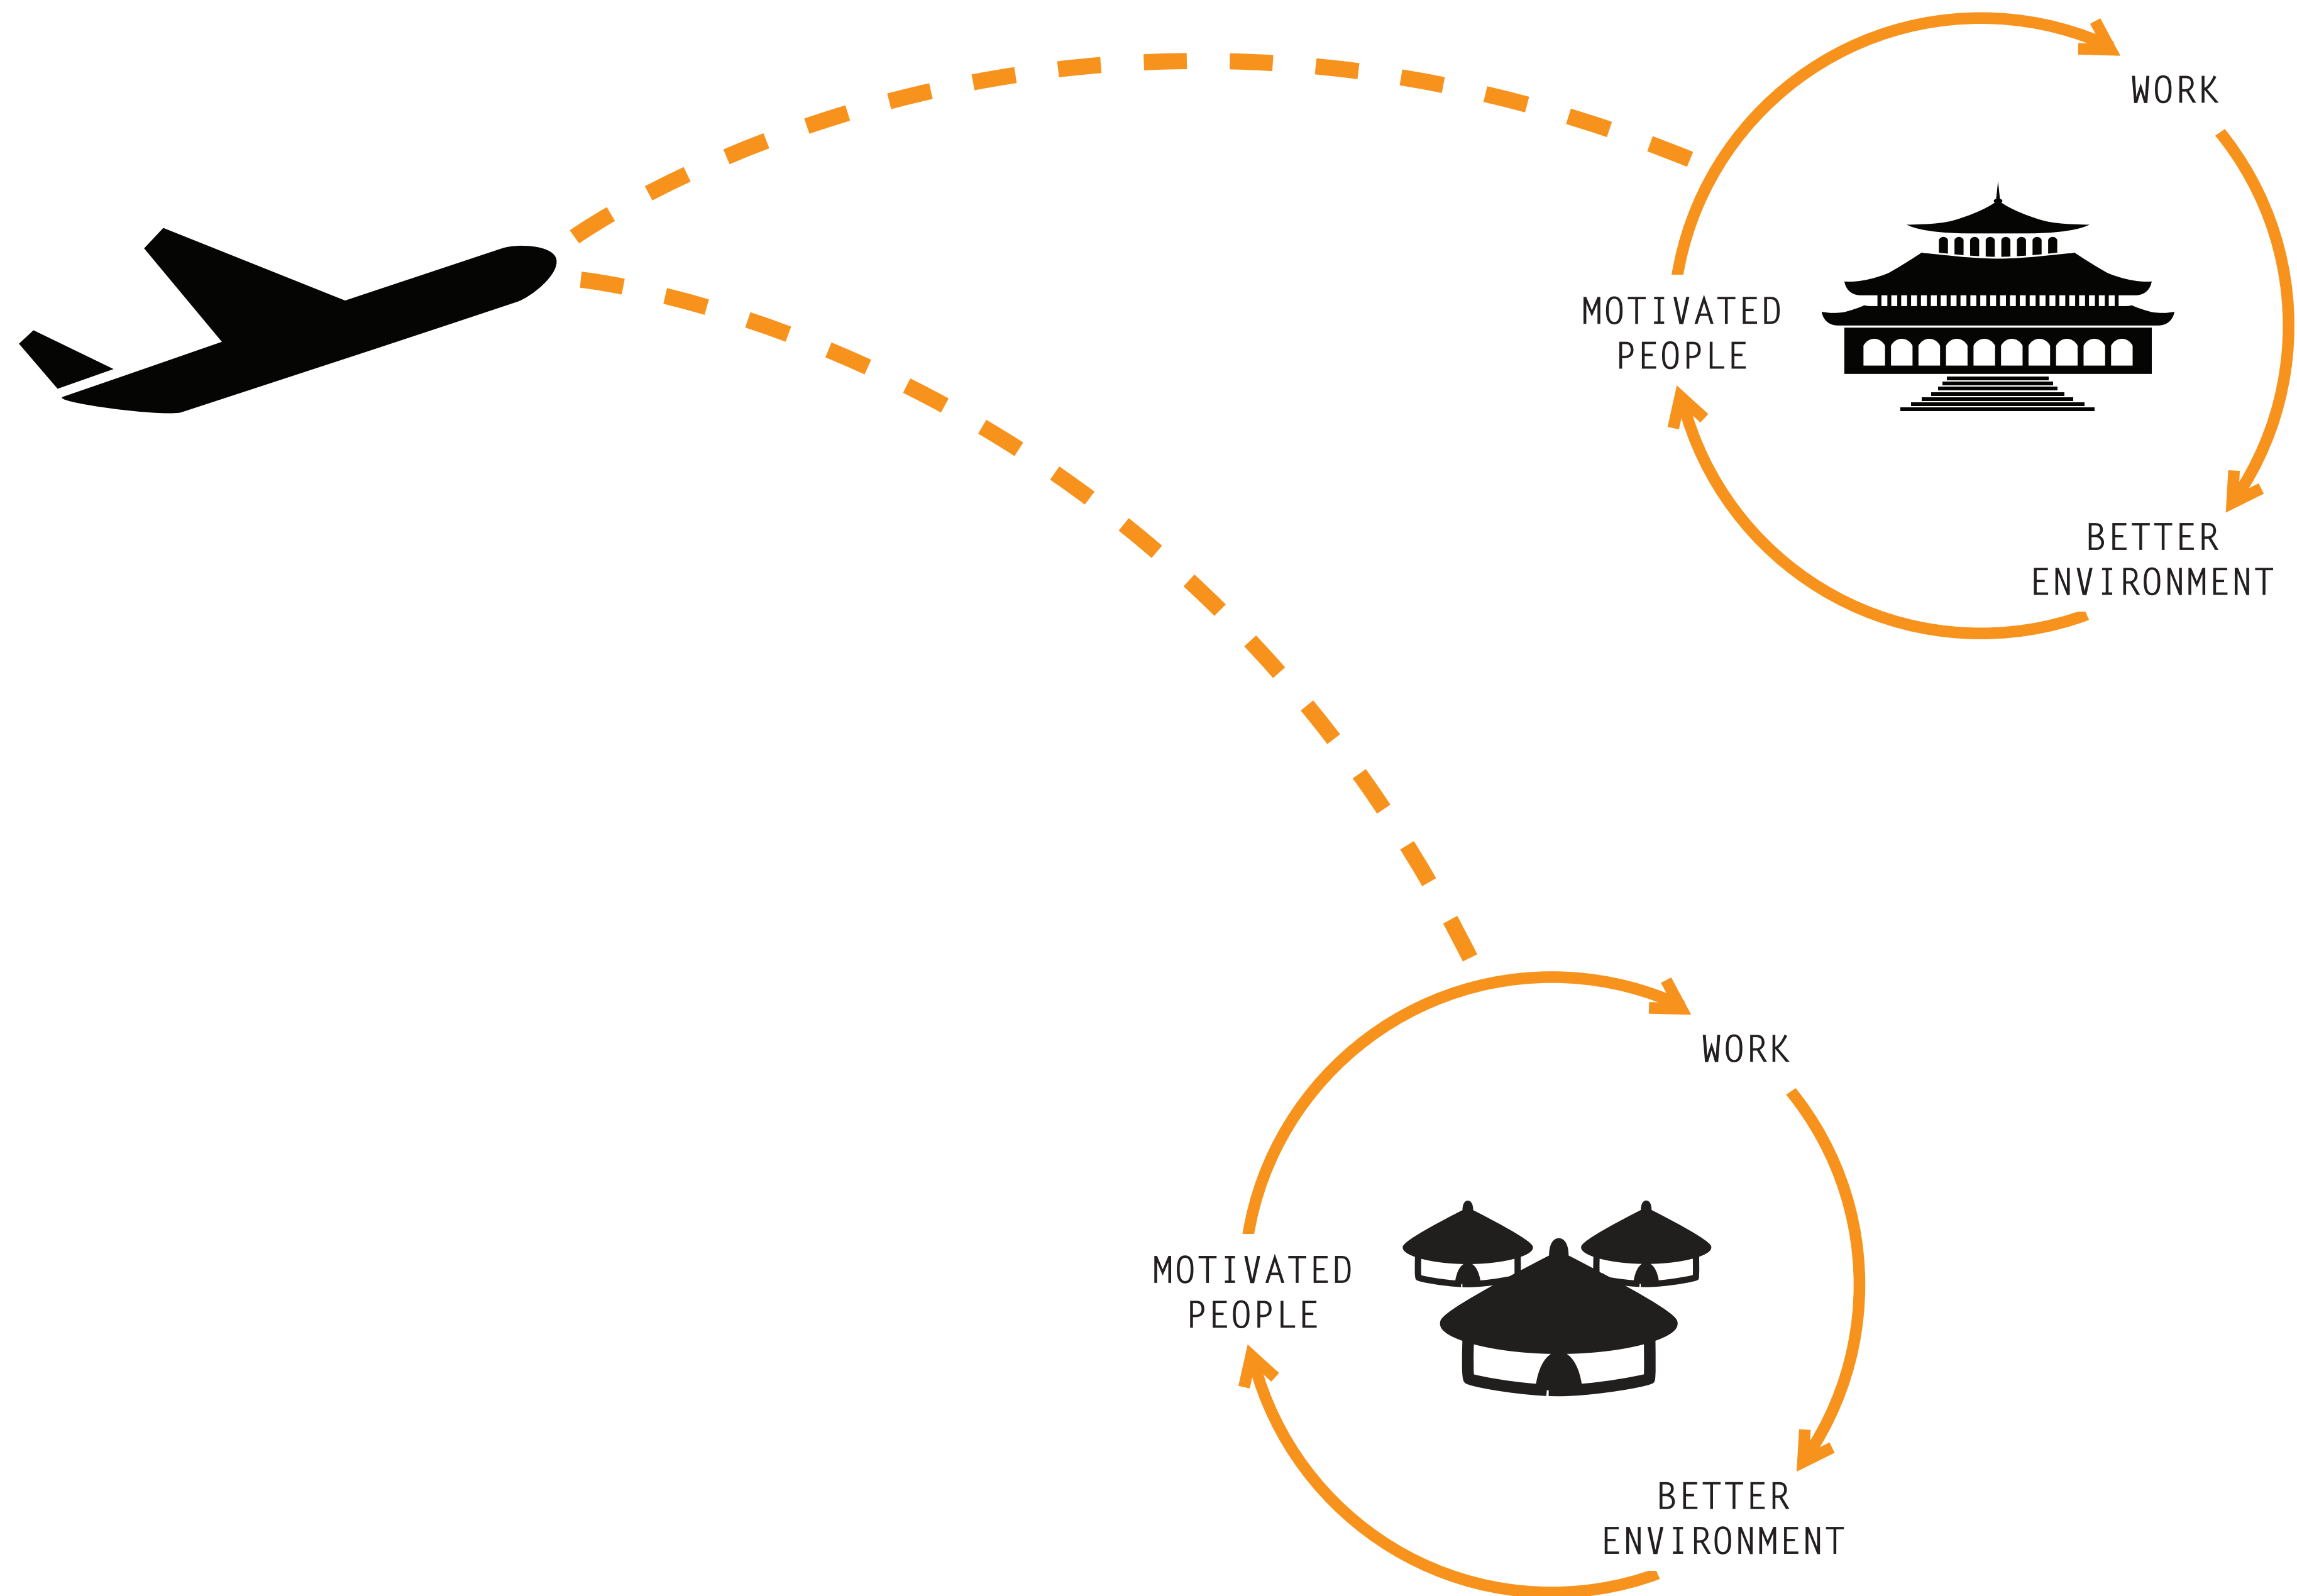 WORK
MOTIVATED
PEOPLE
BETTER
ENVIRONMENT
WORK
MOTIVATED
PEOPLE
BETTER
ENVIRONMENT